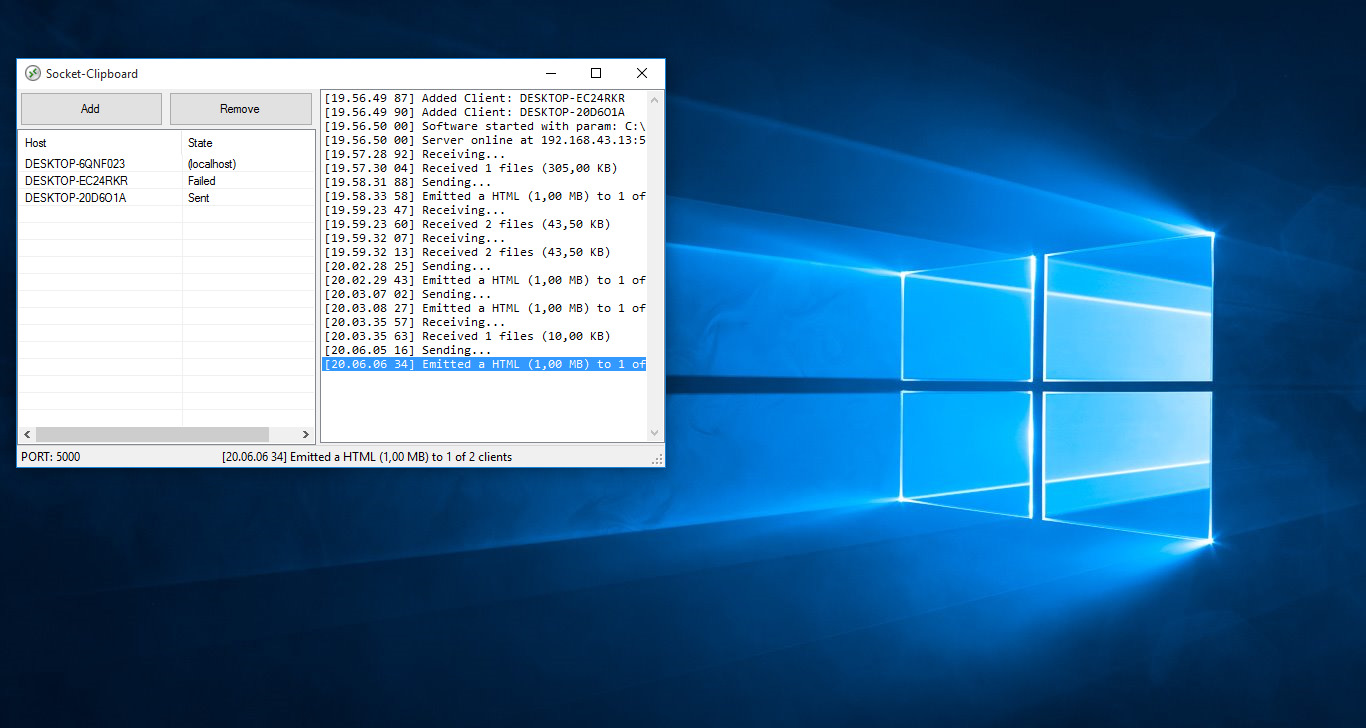 Socket-Clipboard
Add
Remove
Host
State
DESKTOP-6QNF023
(localhost)
DESKTOP-EC24RKR
Failed
DESKTOP-20D6O1A
Sent
[19.56.49 87] Added Client: DESKTOP-EC24RKR
[19.56.49 90] Added Client: DESKTOP-20D6O1A
[19.56.50 00] Software started with param: C:\
[19.56.50 00] Server online at 192.168.43.13:5
[19.57.28 92] Receiving...
[19.57.30 04] Received 1 files (305,00 KB)
[19.58.31 88] Sending...
[19.58.33 58] Emitted a HTML (1,00 MB) to 1 of
[19.59.23 47] Receiving...
[19.59.23 60] Received 2 files (43,50 KB)
[19.59.32 07] Receiving...
[19.59.32 13] Received 2 files (43,50 KB)
[20.02.28 25] Sending...
[20.02.29 43] Emitted a HTML (1,00 MB) to 1 of
[20.03.07 02] Sending...
[20.03.08 27] Emitted a HTML (1,00 MB) to 1 of
[20.03.35 57] Receiving...
[20.03.35 63] Received 1 files (10,00 KB)
[20.06.05 16] Sending...
[20.06.06 34] Emitted a HTML (1,00 MB) to 1 of
PORT: 5000
[20.06.06 34] Emitted a HTML (1,00 MB) to 1 of 2 clients